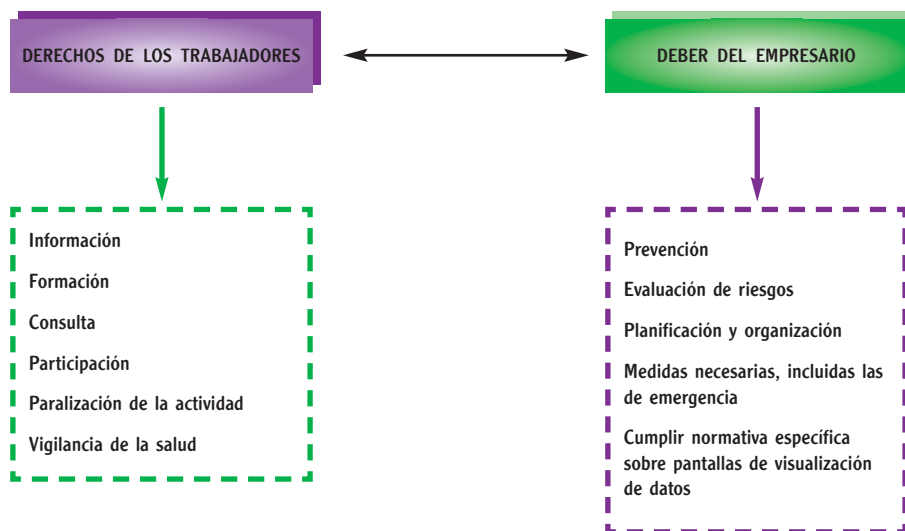 DERECHOS DE LOS TRABAJADORES
DEBER DEL EMPRESARIO
Información
Formación
Consulta
Participación
Paralización de la actividad
Vigilancia de la salud
Prevención
Evaluación de riesgos
Planificación y organización
Medidas necesarias, incluidas las
de emergencia
Cumplir normativa específica
sobre pantallas de visualización
de datos